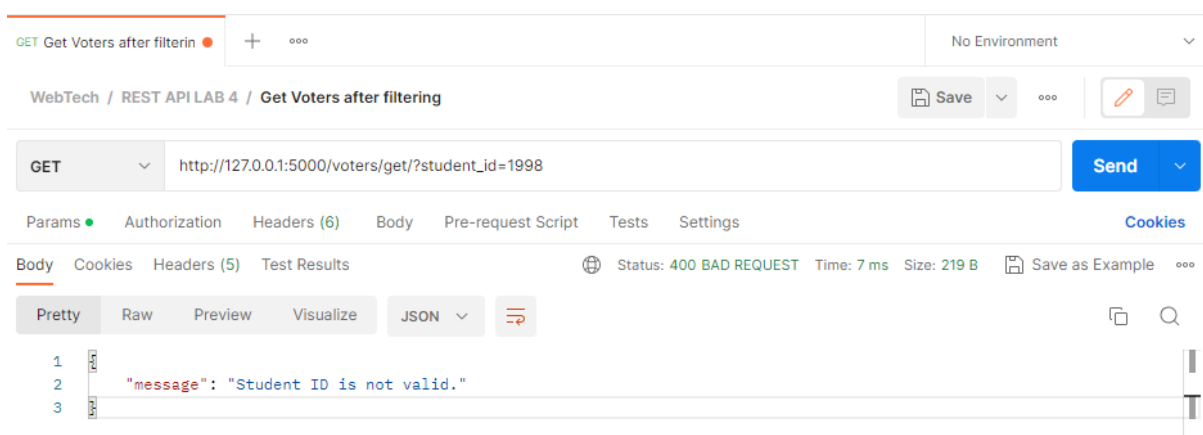 GET Get Voters after filterin No Environment
WebTech / REST API LAB 4 / Get Voters after filtering Save
GET http://127.0.0.1:5000/voters/get/?student_id=1998 Send
Params Authorization Headers (6) Body Pre-request Script Tests Settings Cookies
Body Cookies Headers (5) Test Results Status: 400 BAD REQUEST Time: 7 ms Size: 219 B Save as Example
Pretty Raw Preview Visualize JSON
1 {
2 "message": "Student ID is not valid."
3 }